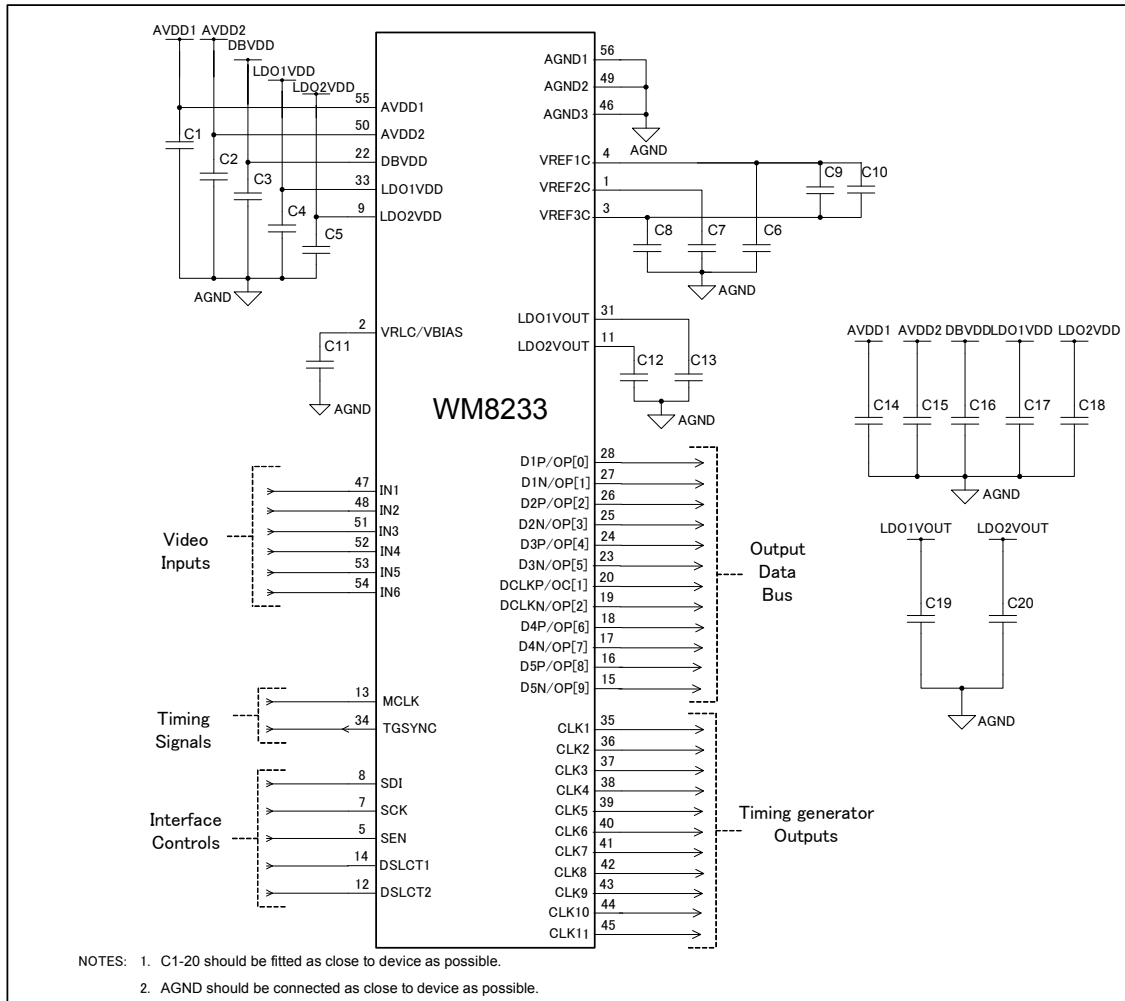 AVDD1
AVDD2
DBVDD
LDO1VDD
LDO2VDD
C1
C2
C3
C4
C5
AGND
55
AVDD1
50
AVDD2
22
DBVDD
33
LDO1VDD
9
LDO2VDD
2
VRLC/VBIAS
C11
AGND
WM8233
AGND1
56
AGND2
49
AGND3
46
AGND
VREF1C
4
VREF2C
1
VREF3C
3
C9
C10
C8
C7
C6
AGND
LDO1VOUT
31
LDO2VOUT
11
C12
C13
AGND
AVDD1
AVDD2
DBVDD
LDO1VDD
LDO2VDD
C14
C15
C16
C17
C18
AGND
LDO1VOUT
LDO2VOUT
C19
C20
AGND
Video
Inputs
47
IN1
48
IN2
51
IN3
52
IN4
53
IN5
54
IN6
D1P/OP[0]
28
D1N/OP[1]
27
D2P/OP[2]
26
D2N/OP[3]
25
D3P/OP[4]
24
D3N/OP[5]
23
DCLKP/OC[1]
20
DCLKN/OP[2]
19
D4P/OP[6]
18
D4N/OP[7]
17
D5P/OP[8]
16
D5N/OP[9]
15
Output
Data
Bus
Timing
Signals
13
MCLK
34
TGSYNC
Interface
Controls
8
SDI
7
SCK
5
SEN
14
DSLCT1
12
DSLCT2
CLK1
35
CLK2
36
CLK3
37
CLK4
38
CLK5
39
CLK6
40
CLK7
41
CLK8
42
CLK9
43
CLK10
44
CLK11
45
Timing generator
Outputs
NOTES: 1. C1-20 should be fitted as close to device as possible.
2. AGND should be connected as close to device as possible.